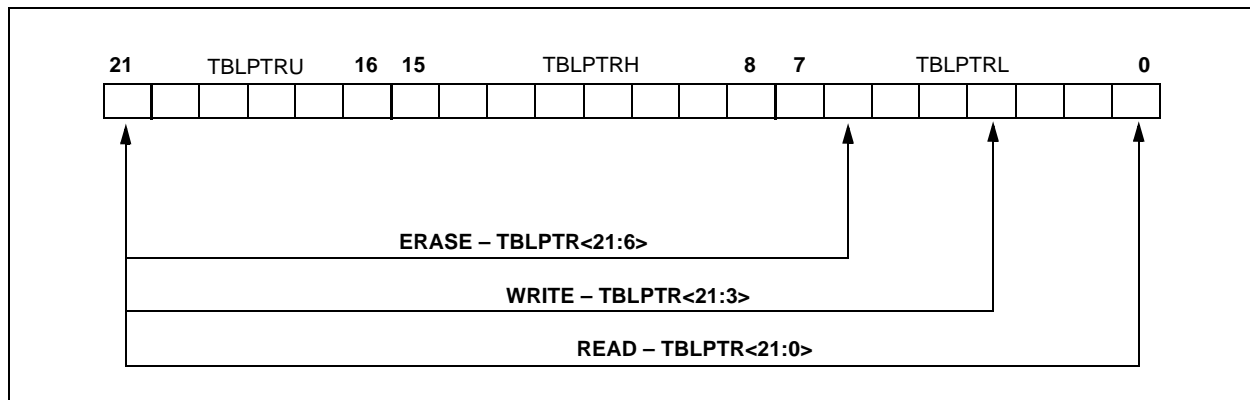 21 TBLPTRU 16 15 TBLPTRH 8 7 TBLPTRL 0
ERASE – TBLPTR<21:6>
WRITE – TBLPTR<21:3>
READ – TBLPTR<21:0>